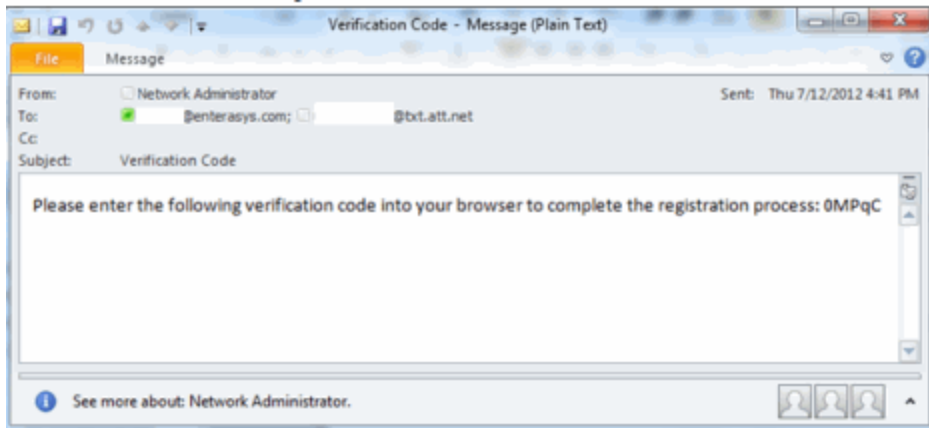 Verification Code - Message (Plain Text)
File Message
From: Network Administrator Sent: Thu 7/12/2012 4:41 PM
To: @enterasys.com; @txt.att.net
Cc:
Subject: Verification Code
Please enter the following verification code into your browser to complete the registration process: 0MPqC
See more about: Network Administrator.